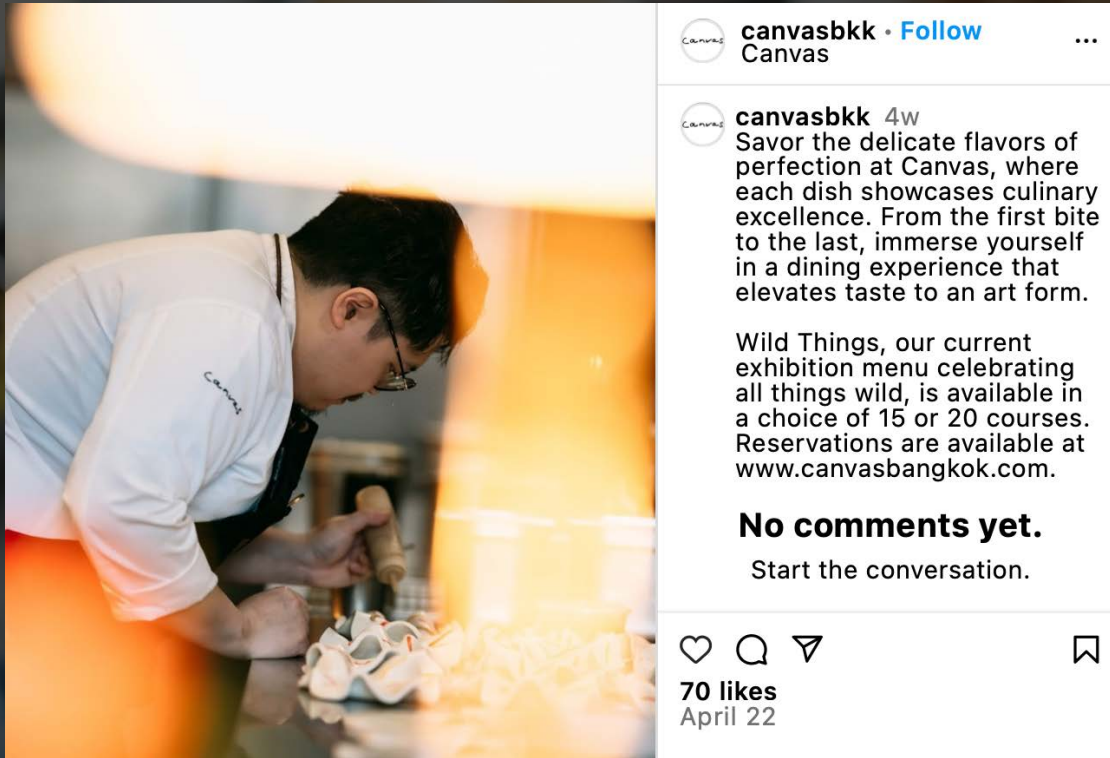 canvasbkk • Follow
Canvas
...
canvas
canvas
canvasbkk 4w
Savor the delicate flavors of
perfection at Canvas, where
each dish showcases culinary
excellence. From the first bite
to the last, immerse yourself
in a dining experience that
elevates taste to an art form.
Wild Things, our current
exhibition menu celebrating
all things wild, is available in
a choice of 15 or 20 courses.
Reservations are available at
www.canvasbangkok.com.
No comments yet.
Start the conversation.
70 likes
April 22
canvas